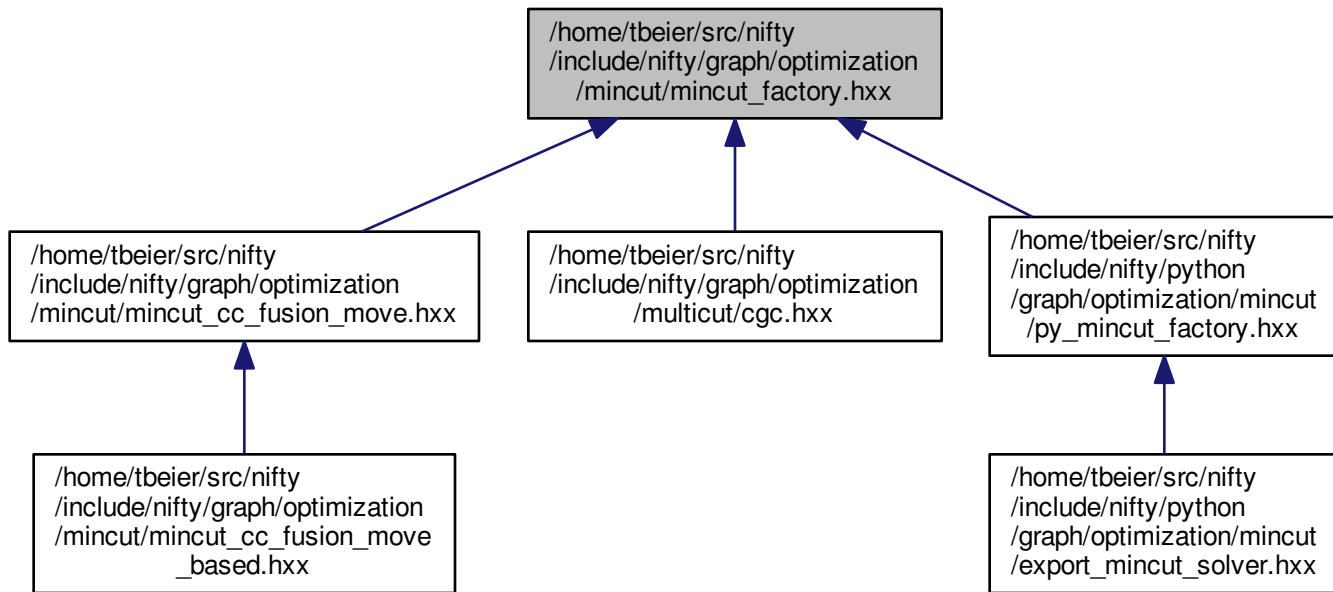 /home/tbeier/src/nifty
/include/nifty/graph/optimization
/mincut/mincut_factory.hxx
/home/tbeier/src/nifty
/include/nifty/graph/optimization
/mincut/mincut_cc_fusion_move.hxx
/home/tbeier/src/nifty
/include/nifty/graph/optimization
/multicut/cgc.hxx
/home/tbeier/src/nifty
/include/nifty/python
/graph/optimization/mincut
/py_mincut_factory.hxx
/home/tbeier/src/nifty
/include/nifty/graph/optimization
/mincut/mincut_cc_fusion_move
_based.hxx
/home/tbeier/src/nifty
/include/nifty/python
/graph/optimization/mincut
/export_mincut_solver.hxx